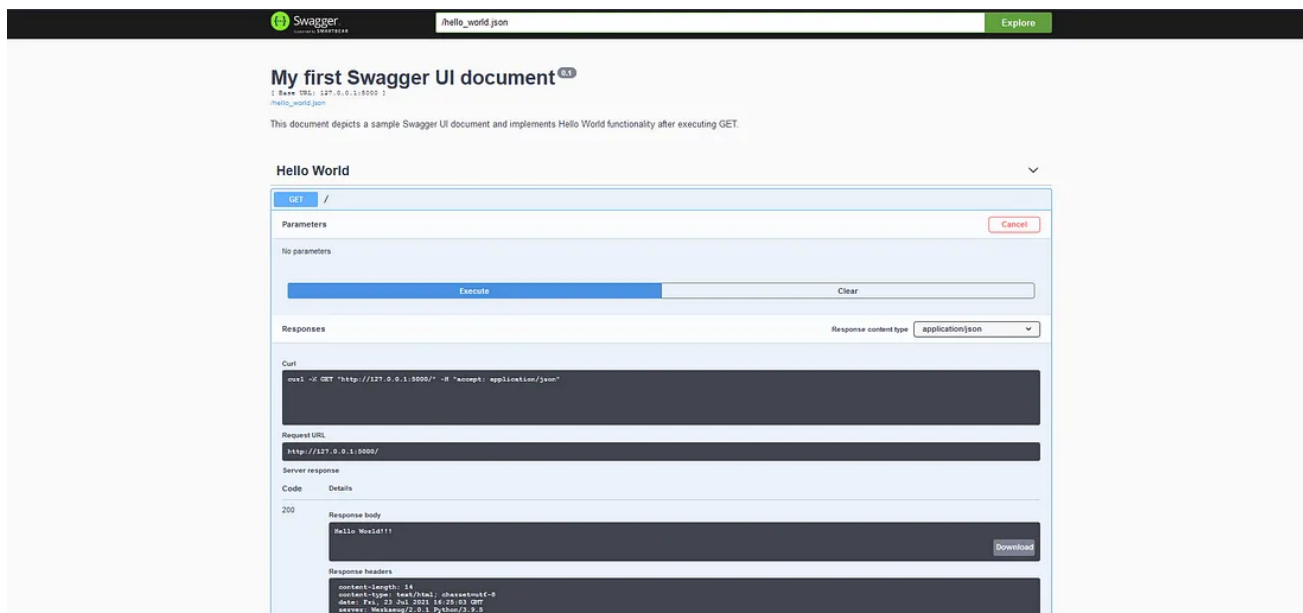 Swagger.
Supported by SMARTBEAR
/hello_world.json
Explore
My first Swagger UI document 0.1
[ Base URL: 127.0.0.1:5000 ]
/hello_world.json
This document depicts a sample Swagger UI document and implements Hello World functionality after executing GET.
Hello World
GET /
Parameters
Cancel
No parameters
Execute
Clear
Responses
Response content type
application/json
Curl
curl -X GET "http://127.0.0.1:5000/" -H "accept: application/json"
Request URL
http://127.0.0.1:5000/
Server response
Code Details
200
Response body
Hello World!!!
Download
Response headers
content-length: 14
content-type: text/html; charset=utf-8
date: Fri, 23 Jul 2021 16:25:03 GMT
server: Werkzeug/2.0.1 Python/3.9.5